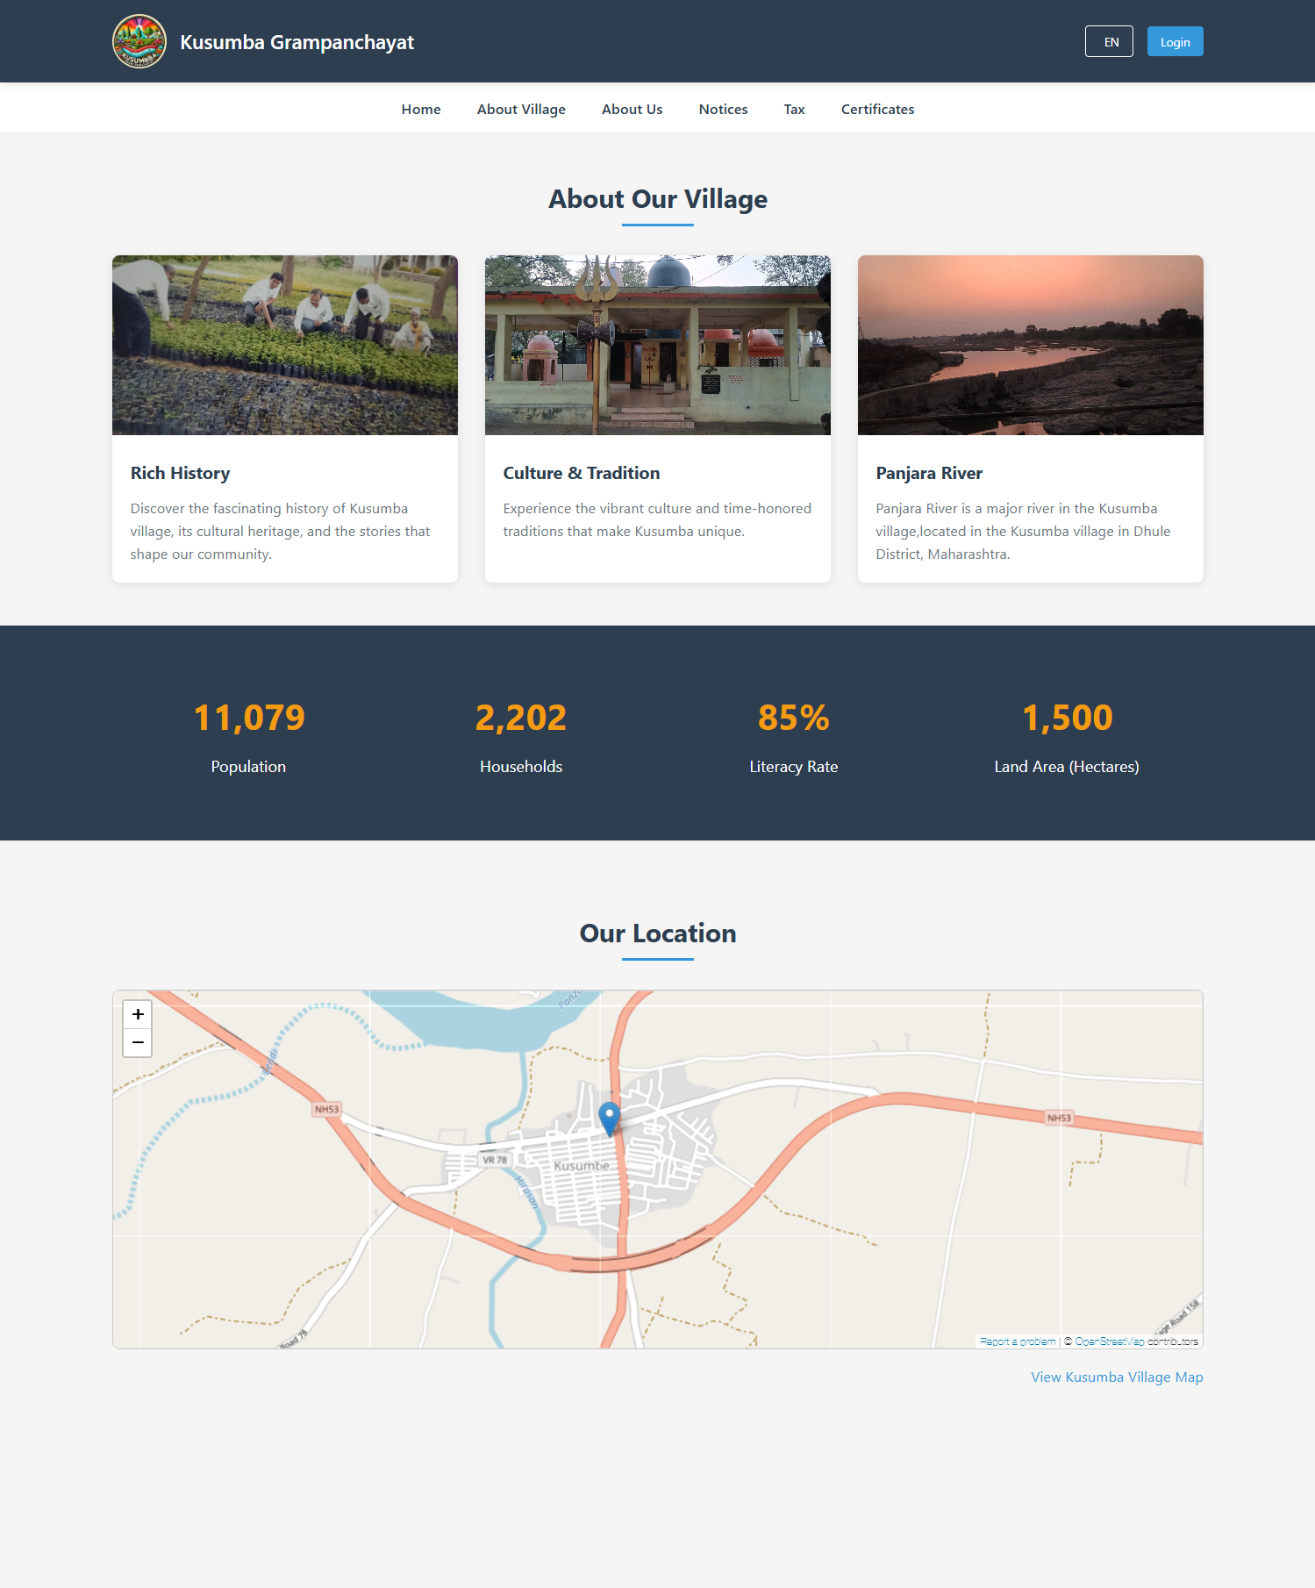 KUSUMBA
Kusumba Grampanchayat
EN
Login
Home
About Village
About Us
Notices
Tax
Certificates
About Our Village
Rich History
Discover the fascinating history of Kusumba
village, its cultural heritage, and the stories that
shape our community.
Culture & Tradition
Experience the vibrant culture and time-honored
traditions that make Kusumba unique.
Panjara River
Panjara River is a major river in the Kusumba
village,located in the Kusumba village in Dhule
District, Maharashtra.
11,079
Population
2,202
Households
85%
Literacy Rate
1,500
Land Area (Hectares)
Our Location
+
−
NH53
NH53
VR 78
Kusumbe
Road 78
age Road 158
Report a problem | © OpenStreetMap contributors
View Kusumba Village Map